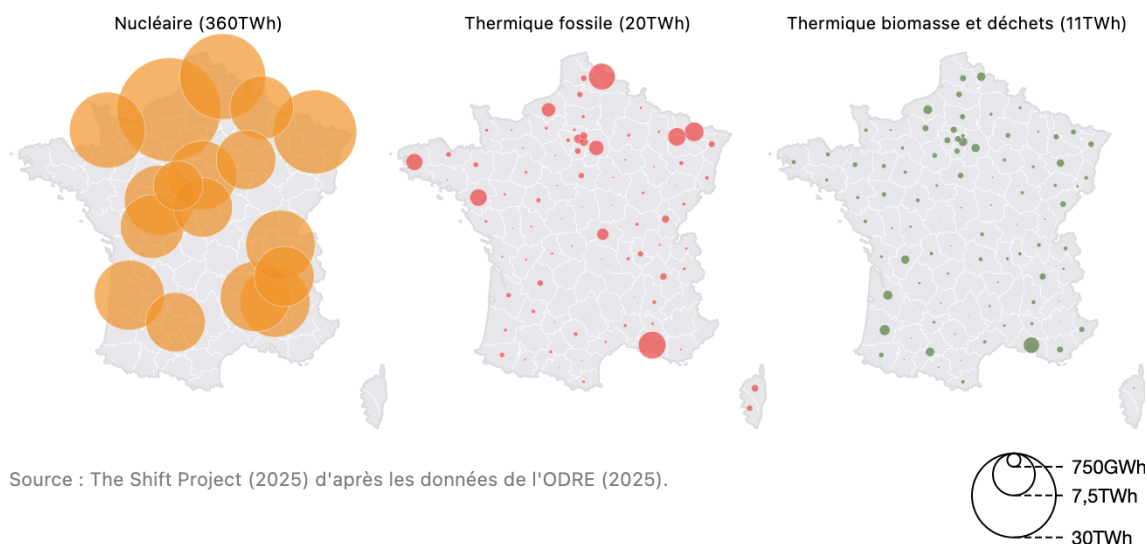 Nucléaire (360TWh)
Thermique fossile (20TWh)
Thermique biomasse et déchets (11TWh)
Source : The Shift Project (2025) d'après les données de l'ODRE (2025).
750GWh
7,5TWh
30TWh